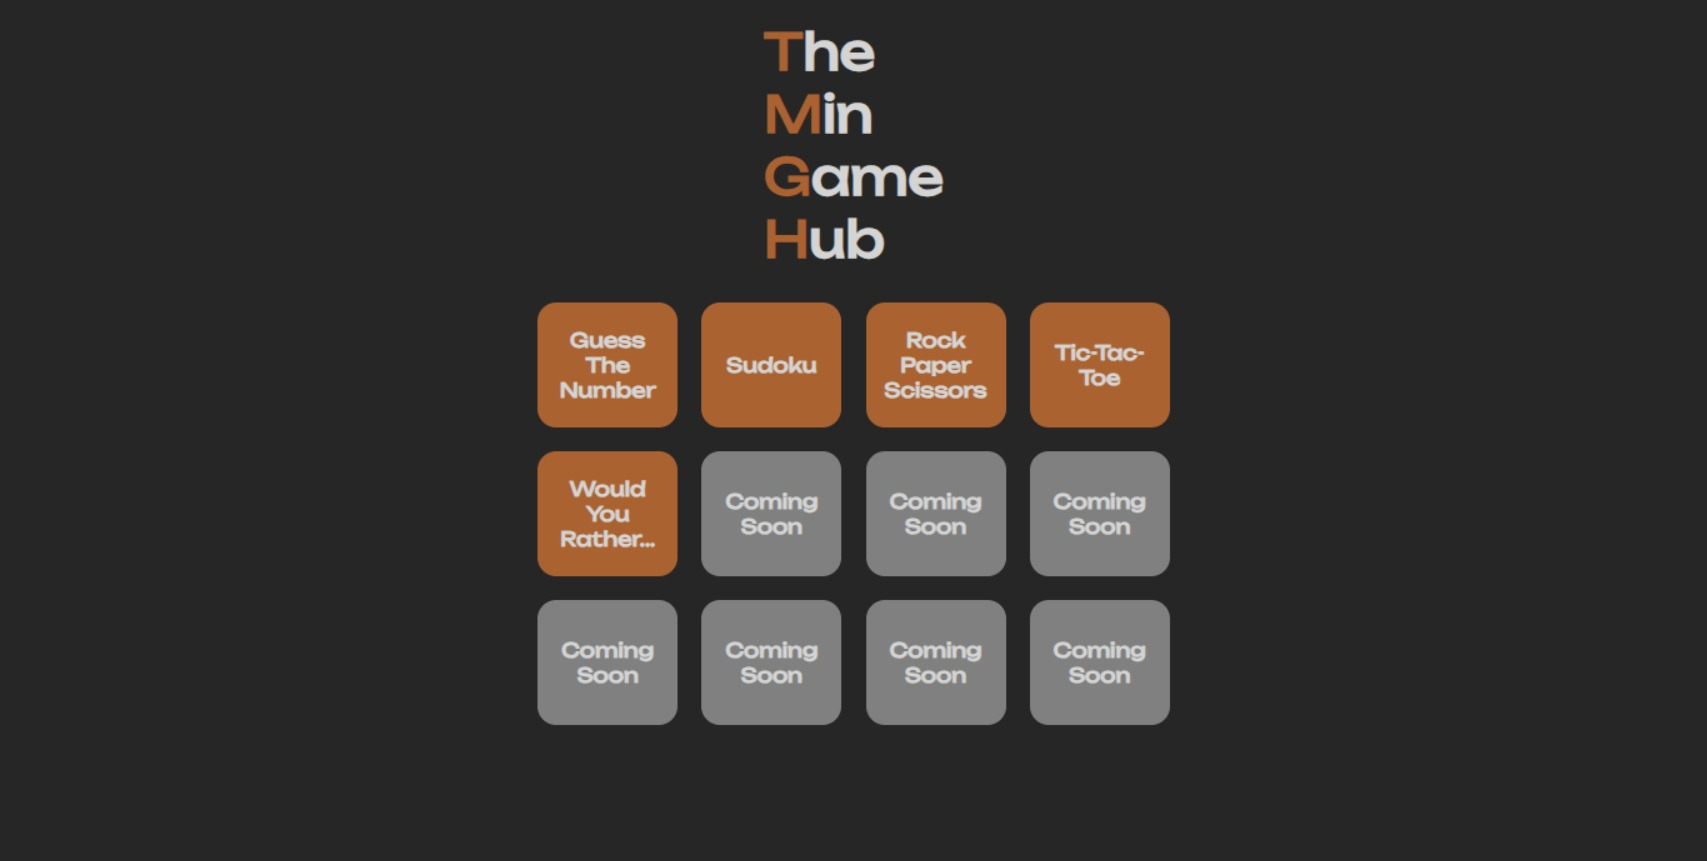 The
Min
Game
Hub
Guess
The
Number
Sudoku
Rock
Paper
Scissors
Tic-Tac-
Toe
Would
You
Rather...
Coming
Soon
Coming
Soon
Coming
Soon
Coming
Soon
Coming
Soon
Coming
Soon
Coming
Soon